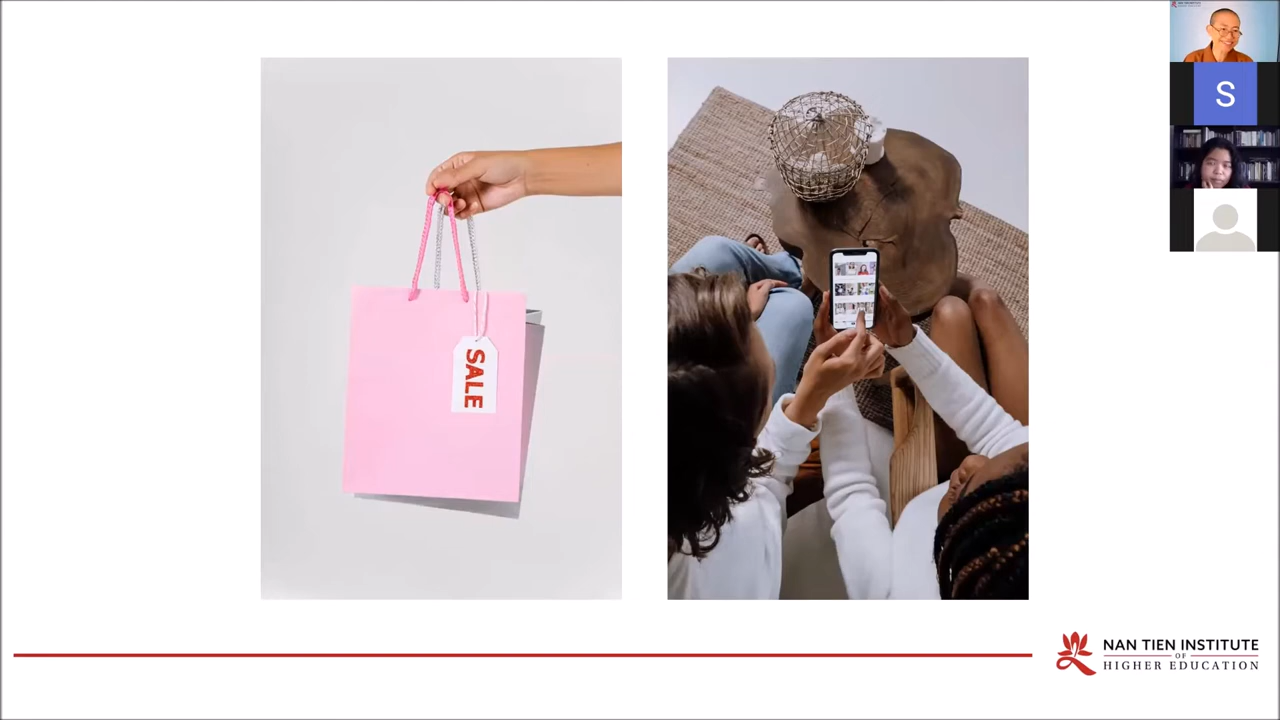 SALE
S
NAN TIEN INSTITUTE
OF
HIGHER EDUCATION